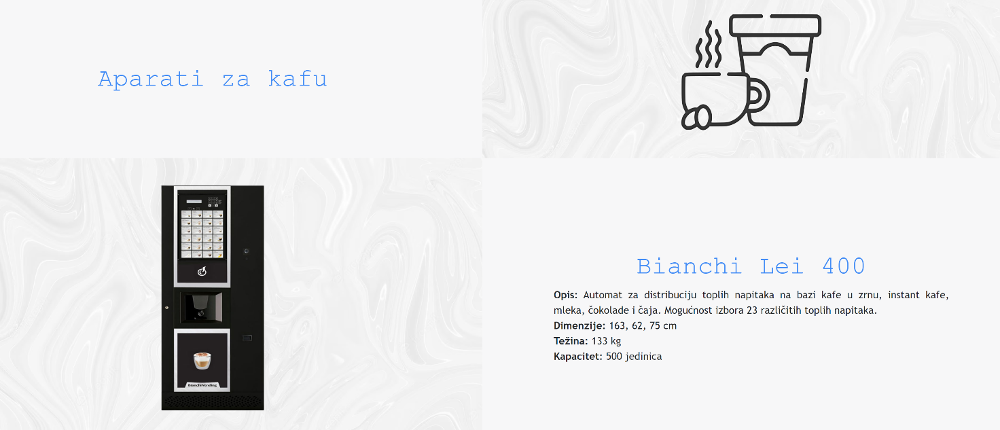 Aparati za kafu
BianchiVending
Bianchi Lei 400
Opis: Automat za distribuciju toplih napitaka na bazi kafe u zrnu, instant kafe,
mleka, čokolade i čaja. Mogućnost izbora 23 različitih toplih napitaka.
Dimenzije: 163, 62, 75 cm
Težina: 133 kg
Kapacitet: 500 jedinica